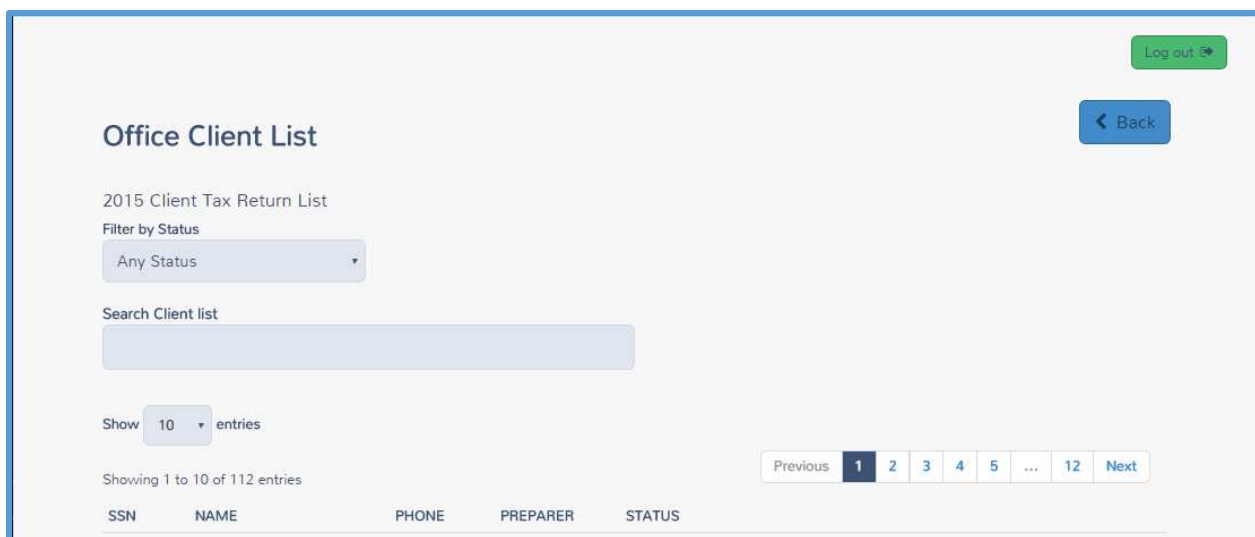 Log out
Office Client List
Back
2015 Client Tax Return List
Filter by Status
Any Status
Search Client list
Show 10 entries
Previous 1 2 3 4 5 ... 12 Next
Showing 1 to 10 of 112 entries
SSN NAME PHONE PREPARER STATUS